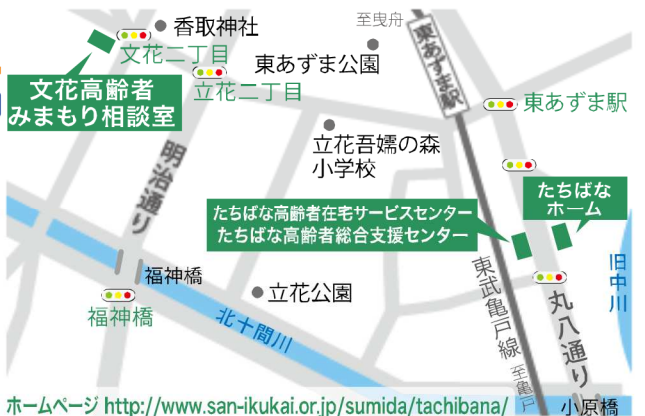 香取神社
至曳舟
文花二丁目
東あずま公園
東あずま駅
文花高齢者
みまもり相談室
立花二丁目
東あずま駅
立花吾嬬の森
小学校
明治通り
たちばな
ホーム
たちばな高齢者在宅サービスセンター
たちばな高齢者総合支援センター
旧中川
福神橋
立花公園
東武亀戸線
福神橋
北十間川
丸八通り
至亀戸
小原橋
ホームページ http://www.san-ikukai.or.jp/sumida/tachibana/